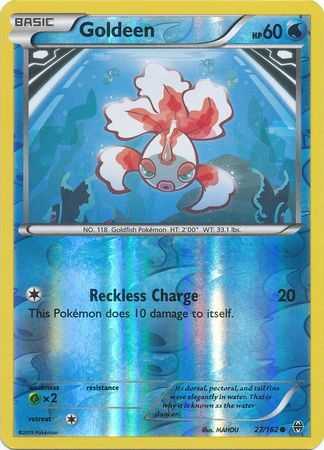 BASIC
Goldeen
HP60
NO. 118 Goldfish Pokémon HT: 2'00" WT: 33.1 lbs.
Reckless Charge 20
This Pokémon does 10 damage to itself.
weakness resistance
×2
retreat
Its dorsal, pectoral, and tail fins
wave elegantly in water. That is
why it is known as the water
dancer.
©2015 Pokémon
illus. MAHOU
27/162